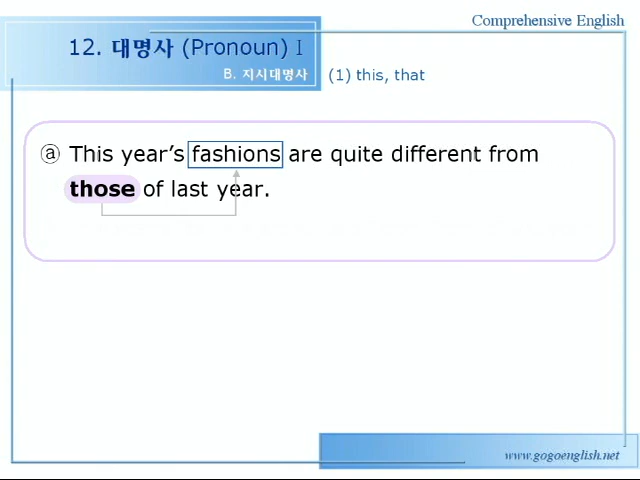 Comprehensive English
12. 대명사 (Pronoun) I
B. 지시대명사
(1) this, that
ⓐ This year’s fashions are quite different from
those of last year.
www.gogoenglish.net